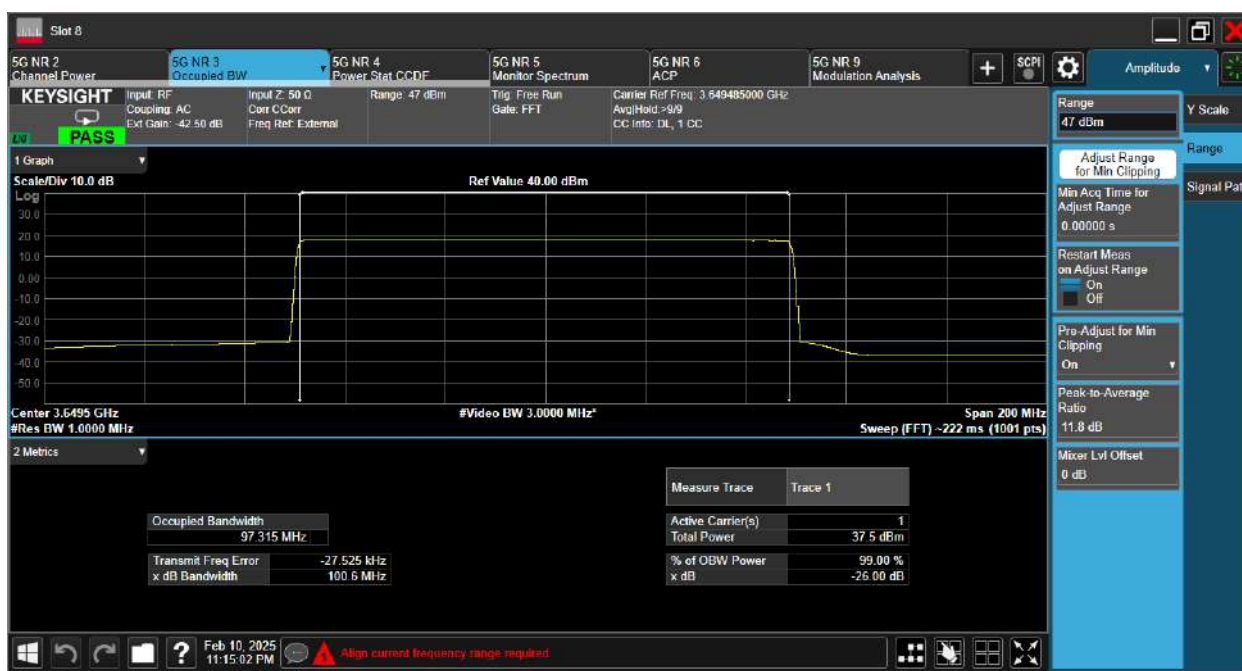 Slot 8
5G NR 2
Channel Power
5G NR 3
Occupied BW
5G NR 4
Power Stat CCDF
5G NR 5
Monitor Spectrum
5G NR 6
ACP
5G NR 9
Modulation Analysis
SCPI
Amplitude
KEYSIGHT
PASS
Input: RF
Coupling: AC
Ext Gain: -42.50 dB
Input Z: 50 Ω
Corr CCorr
Freq Ref: External
Range: 47 dBm
Trig: Free Run
Gate: FFT
Carrier Ref Freq: 3.649485000 GHz
Avg|Hold:>9/9
CC Info: DL, 1 CC
Range
47 dBm
Adjust Range
for Min Clipping
Min Acq Time for
Adjust Range
0.00000 s
Restart Meas
on Adjust Range
On
Off
Pre-Adjust for Min
Clipping
On
Peak-to-Average
Ratio
11.8 dB
Mixer Lvl Offset
0 dB
Y Scale
Range
Signal Pat
1 Graph
Scale/Div 10.0 dB
Ref Value 40.00 dBm
Log
30.0
20.0
10.0
0.00
-10.0
-20.0
-30.0
-40.0
-50.0
Center 3.6495 GHz
#Video BW 3.0000 MHz*
Span 200 MHz
#Res BW 1.0000 MHz
Sweep (FFT) ~222 ms (1001 pts)
2 Metrics
Measure Trace Trace 1
Occupied Bandwidth
97.315 MHz
Active Carrier(s) 1
Total Power 37.5 dBm
Transmit Freq Error -27.525 kHz
x dB Bandwidth 100.6 MHz
% of OBW Power 99.00 %
x dB -26.00 dB
?
Feb 10, 2025
11:15:02 PM
Align current frequency range required